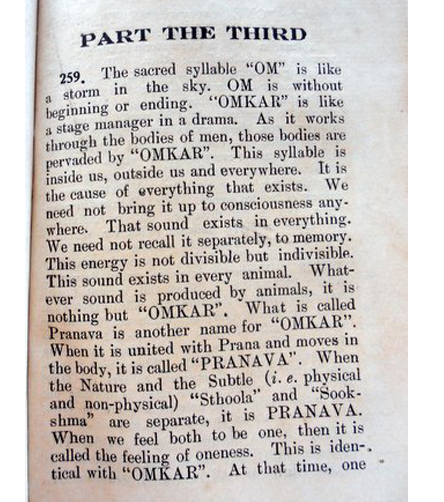 PART THE THIRD
259. The sacred syllable “OM” is like
a storm in the sky. OM is without
beginning or ending. “OMKAR” is like
a stage manager in a drama. As it works
through the bodies of men, those bodies are
pervaded by “OMKAR”. This syllable is
inside us, outside us and everywhere. It is
the cause of everything that exists. We
need not bring it up to consciousness any-
where. That sound exists in everything.
We need not recall it separately, to memory.
This energy is not divisible but indivisible.
This sound exists in every animal. What-
ever sound is produced by animals, it is
nothing but “OMKAR”. What is called
Pranava is another name for “OMKAR”.
When it is united with Prana and moves in
the body, it is called “PRANAVA”. When
the Nature and the Subtle (i. e. physical
and non-physical) “Sthoola” and “Sook-
shma” are separate, it is PRANAVA.
When we feel both to be one, then it is
called the feeling of oneness. This is iden-
tical with “OMKAR”. At that time, one